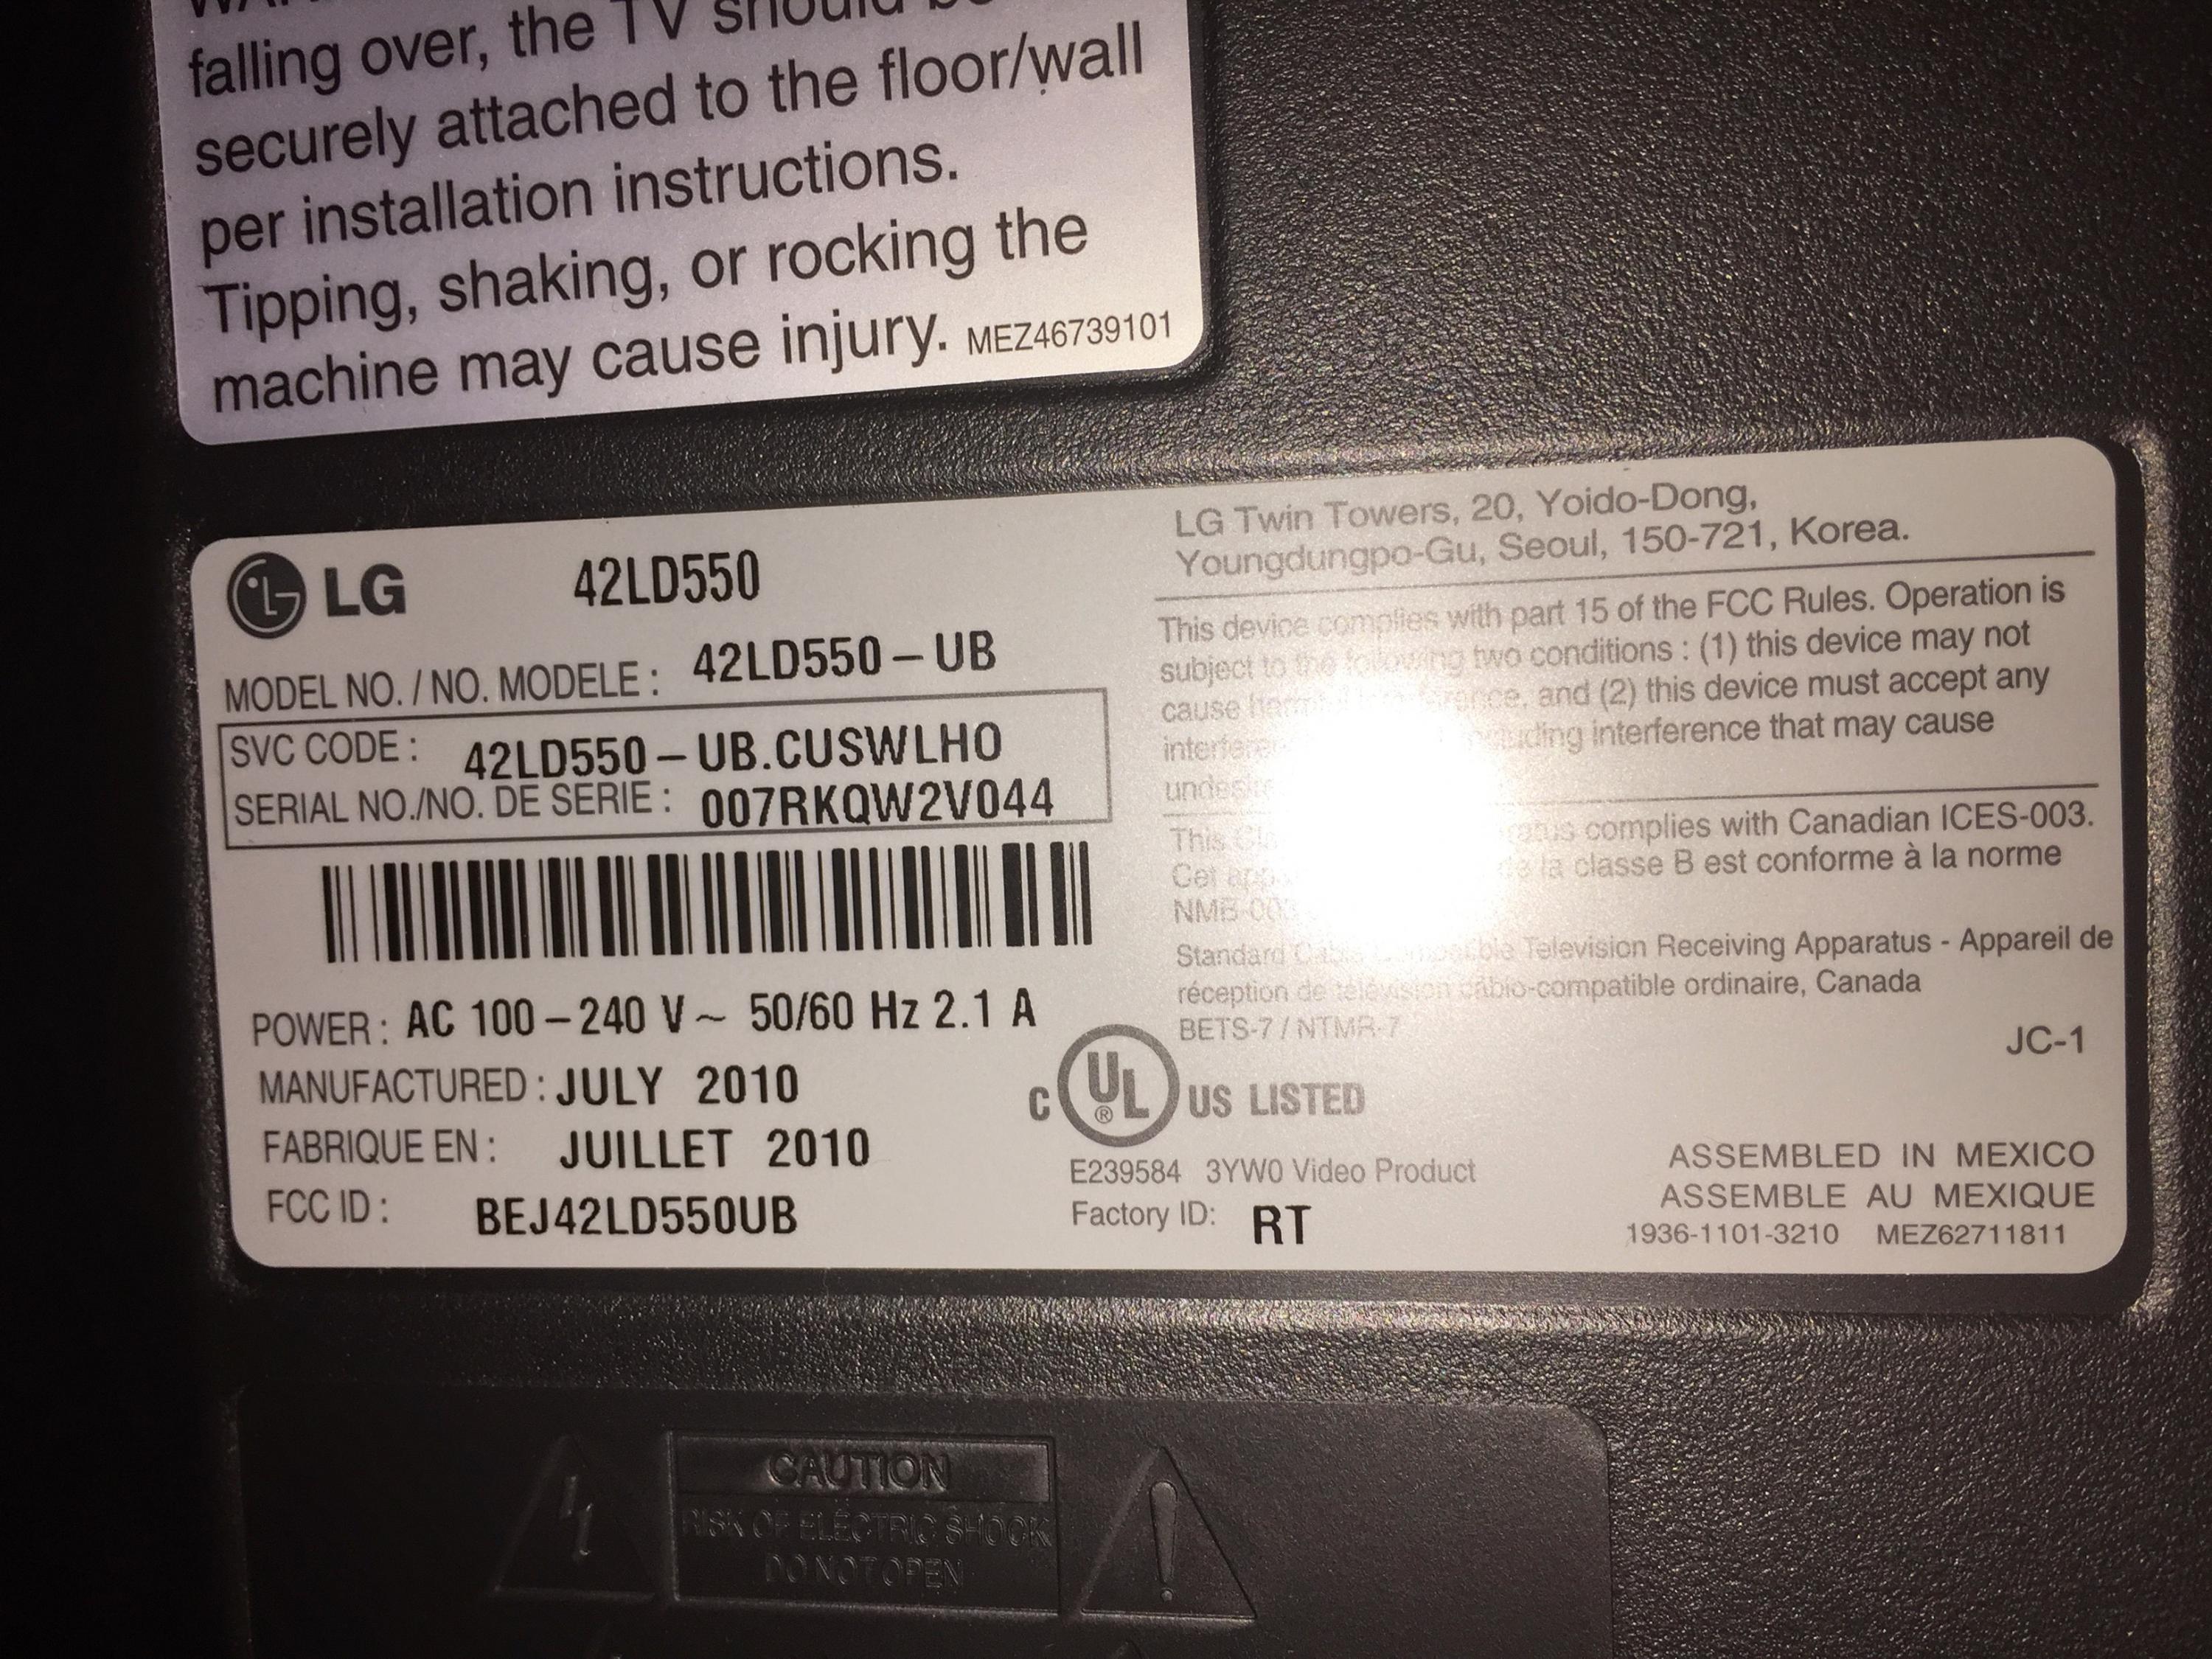 falling over, the TV should
securely attached to the floor/wall
per installation instructions.
Tipping, shaking, or rocking the
machine may cause injury. MEZ46739101
LG 42LD550
MODEL NO. / NO. MODELE : 42LD550-UB
SVC CODE : 42LD550-UB.CUSWLHO
SERIAL NO./NO. DE SERIE : 007RKQW2V044
POWER : AC 100-240 V~ 50/60 Hz 2.1 A
MANUFACTURED : JULY 2010
FABRIQUE EN : JUILLET 2010
FCC ID : BEJ42LD550UB
LG Twin Towers, 20, Yoido-Dong,
Youngdungpo-Gu, Seoul, 150-721, Korea.
This device complies with part 15 of the FCC Rules. Operation is
subject to the following two conditions : (1) this device may not
cause and (2) this device must accept any
interference that may cause
This complies with Canadian ICES-003.
Cet la classe B est conforme à la norme
NMB-003
Standard Cable Television Receiving Apparatus - Appareil de
réception de télévision câblo-compatible ordinaire, Canada
BETS-7 / NTMR-7
JC-1
C UL ® US LISTED
E239584 3YW0 Video Product
Factory ID: RT
ASSEMBLED IN MEXICO
ASSEMBLE AU MEXIQUE
1936-1101-3210 MEZ62711811
CAUTION
RISK OF ELECTRIC SHOCK
DO NOT OPEN